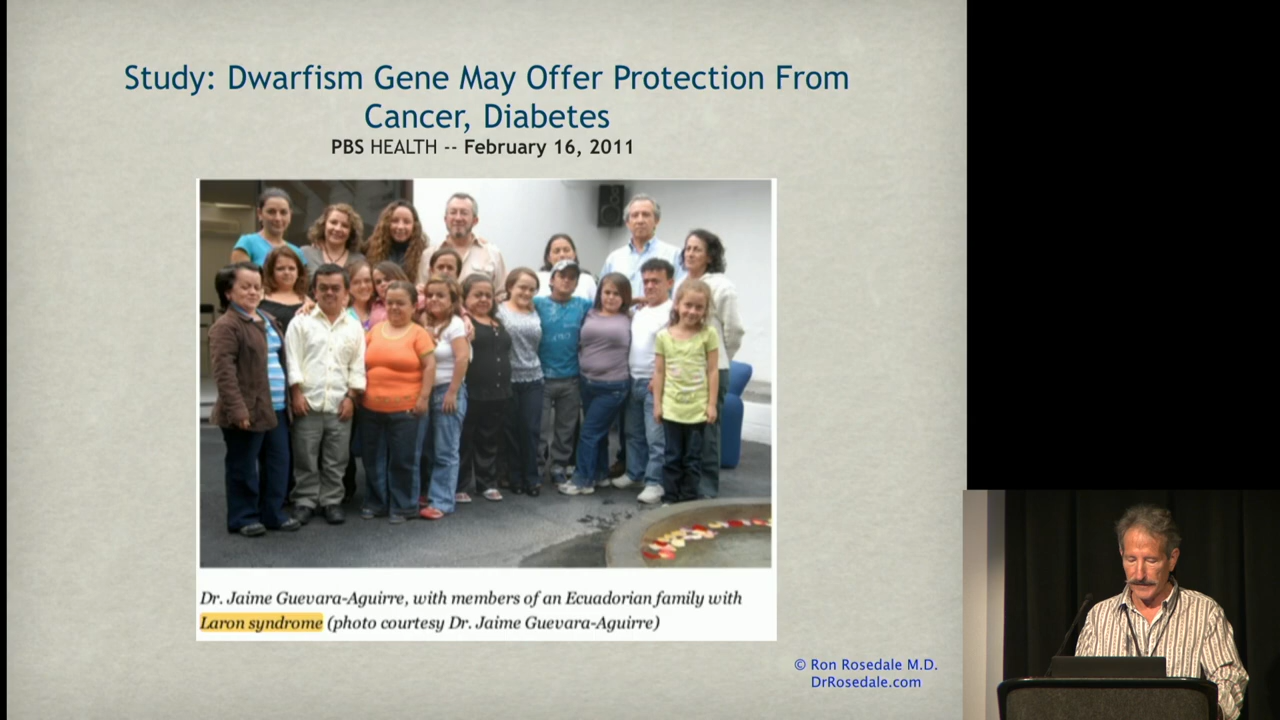 Study: Dwarfism Gene May Offer Protection From
Cancer, Diabetes
PBS HEALTH -- February 16, 2011
Dr. Jaime Guevara-Aguirre, with members of an Ecuadorian family with
Laron syndrome (photo courtesy Dr. Jaime Guevara-Aguirre)
© Ron Rosedale M.D.
DrRosedale.com